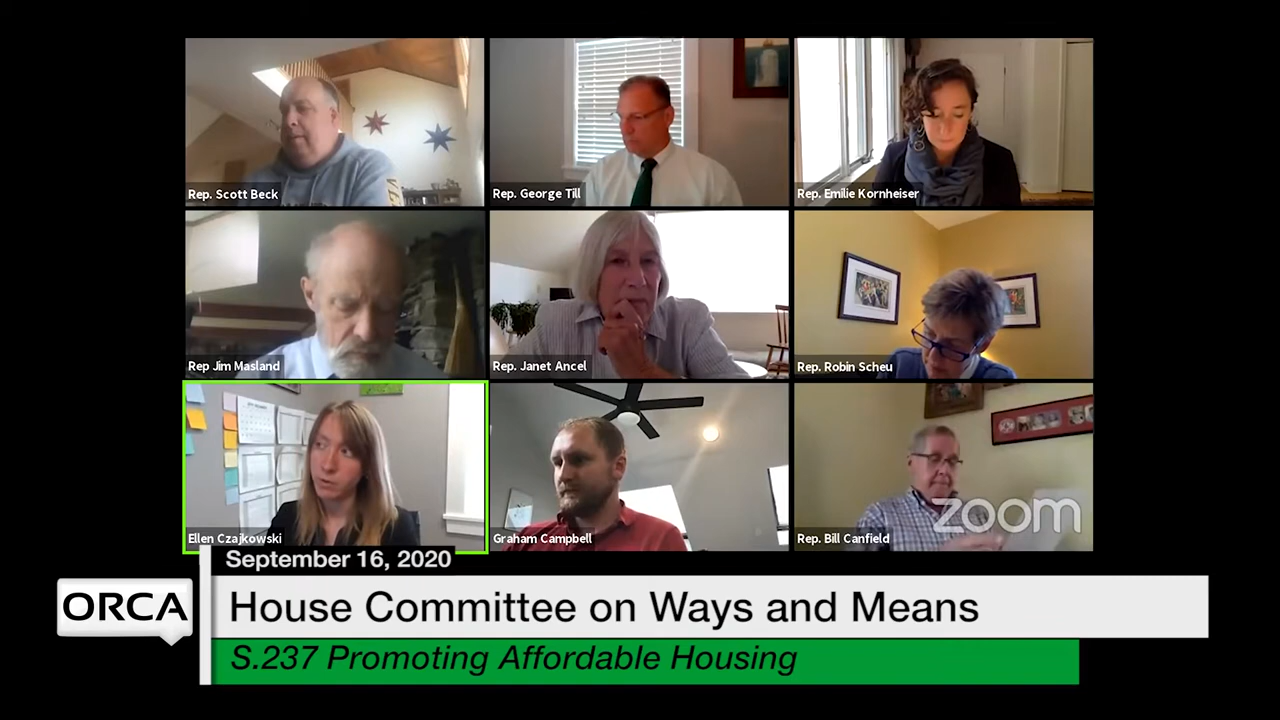 Rep. Scott Beck
Rep. George Till
Rep. Emilie Kornheiser
Rep Jim Masland
Rep. Janet Ancel
Rep. Robin Scheu
Ellen Czajkowski
Graham Campbell
Rep. Bill Canfield
zoom
September 16, 2020
ORCA
House Committee on Ways and Means
S.237 Promoting Affordable Housing